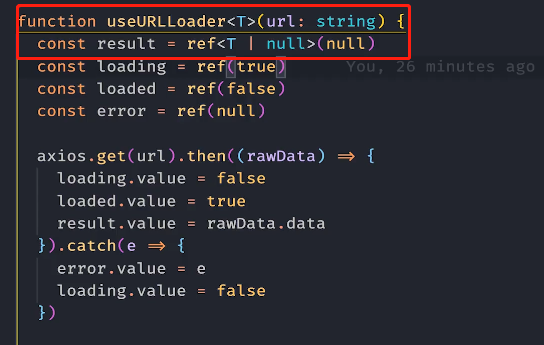 function useURLLoader<T>(url: string) {
const result = ref<T | null>(null)
const loading = ref(true) You, 26 minutes ago
const loaded = ref(false)
const error = ref(null)
axios.get(url).then((rawData) ⇒ {
loading.value = false
loaded.value = true
result.value = rawData.data
}).catch(e ⇒ {
error.value = e
loading.value = false
})